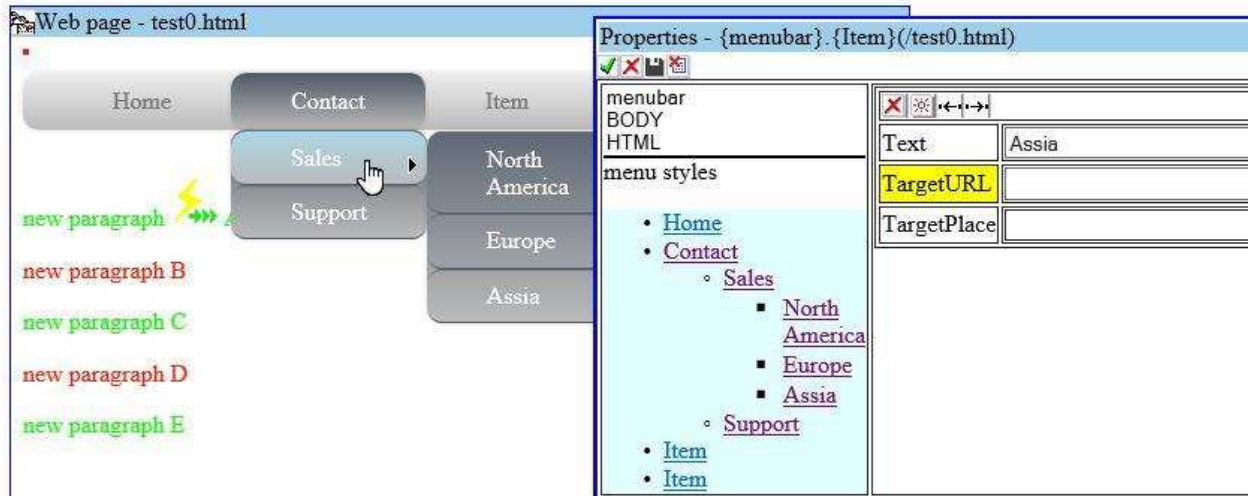 Web page - test0.html
Home
Contact
Item
Sales
North
America
Support
Europe
Assia
new paragraph
new paragraph B
new paragraph C
new paragraph D
new paragraph E
Properties - {menubar}.{Item}(/test0.html)
menubar
BODY
HTML
menu styles
Home
Contact
Sales
North
America
Europe
Assia
Support
Item
Item
Text Assia
TargetURL
TargetPlace